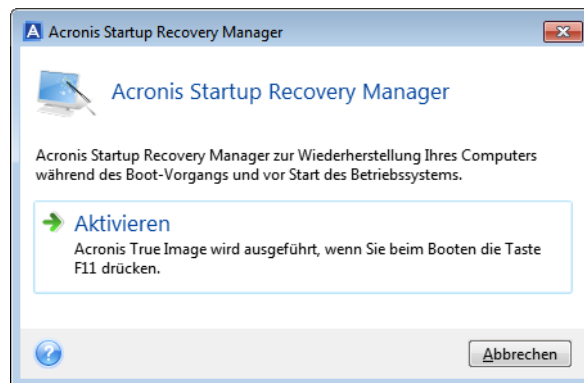 Acronis Startup Recovery Manager
Acronis Startup Recovery Manager
Acronis Startup Recovery Manager zur Wiederherstellung Ihres Computers
während des Boot-Vorgangs und vor Start des Betriebssystems.
Aktivieren
Acronis True Image wird ausgeführt, wenn Sie beim Booten die Taste
F11 drücken.
Abbrechen